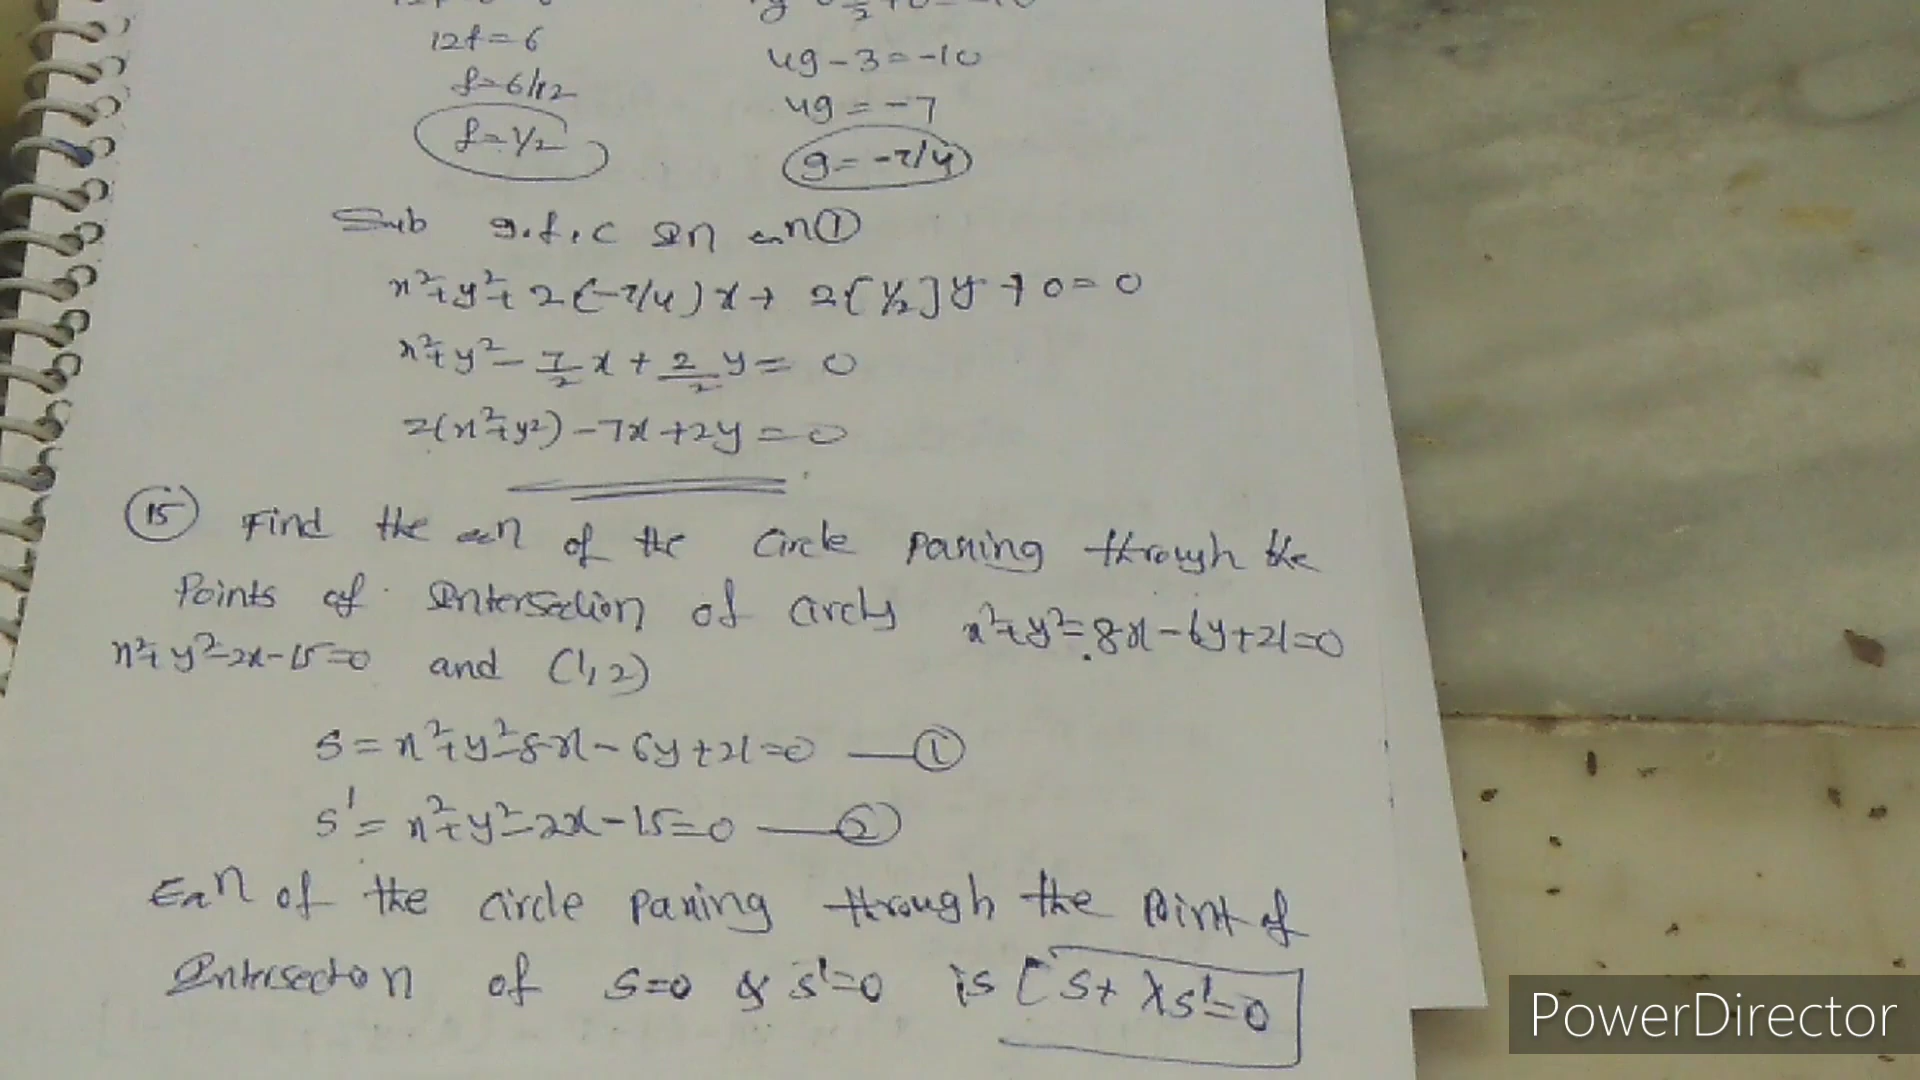 12f = 6
4g - 3 = -10
f = 6/12
4g = -7
f = 1/2
g = -7/4
Sub g.f.c in en ①
x²+y²+2(-7/4)x+ 2[1/2]y+0=0
x²+y²- 7/2 x + 2/2 y = 0
2(x²+y²)-7x+2y=0
⑮ Find the en of the Circle passing through the
Points of intersection of circles x²+y²=8x-6y+21=0
x²+y²-2x-15=0 and (1,2)
S=x²+y²-8x-6y+21=0 —①
S'= x²+y²-2x-15=0 —②
Ean of the circle passing through the point of
intersecton of S=0 & S'=0 is [S+ λS'=0
PowerDirector